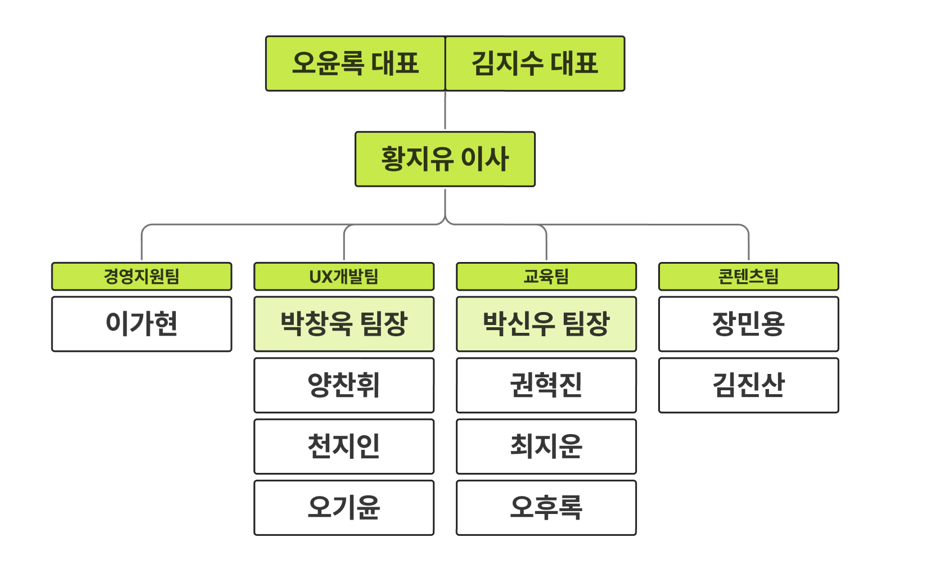 오윤록 대표
김지수 대표
황지유 이사
경영지원팀
이가현
UX개발팀
박창욱 팀장
양찬휘
천지인
오기윤
교육팀
박신우 팀장
권혁진
최지운
오후록
콘텐츠팀
장민용
김진산